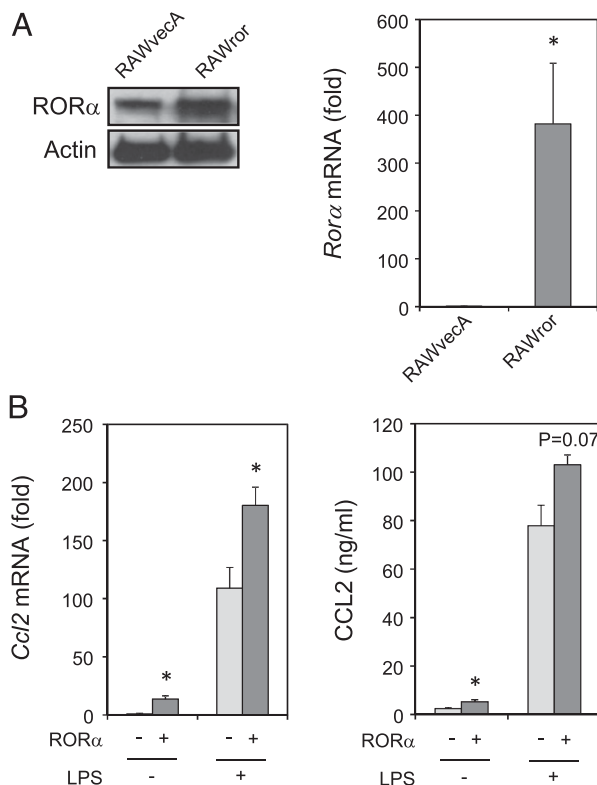 A
RAWvecA
RAWror
RORα
Actin
Rorα mRNA (fold)
600
500
400
300
200
100
0
*
RAWvecA
RAWror
B
Ccl2 mRNA (fold)
250
200
150
100
50
0
*
*
RORα - + - +
LPS - +
CCL2 (ng/ml)
120
100
80
60
40
20
0
*
P=0.07
RORα - + - +
LPS - +